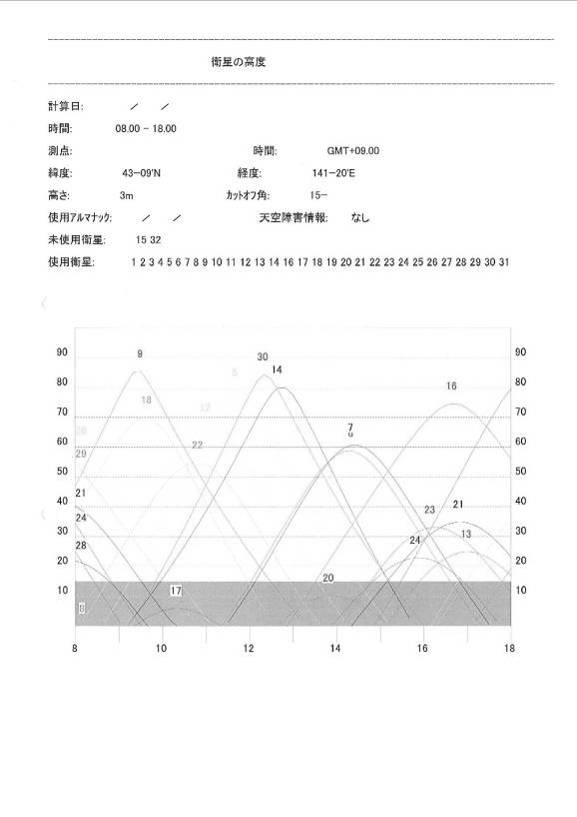 衛星の高度
計算日: / /
時間: 08.00 - 18.00
測点: 時間: GMT+09.00
緯度: 43-09'N 経度: 141-20'E
高さ: 3m カットオフ角: 15-
使用アルマナック: / / 天空障害情報: なし
未使用衛星: 15 32
使用衛星: 1 2 3 4 5 6 7 8 9 10 11 12 13 14 16 17 18 19 20 21 22 23 24 25 26 27 28 29 30 31
90 9 30 90
5 14
80 18 16 80
70 7 70
60 22 60
29
50 50
21
40 23 21 40
24
30 24 13 30
28
20 20 20
10 17 10
8 10 12 14 16 18